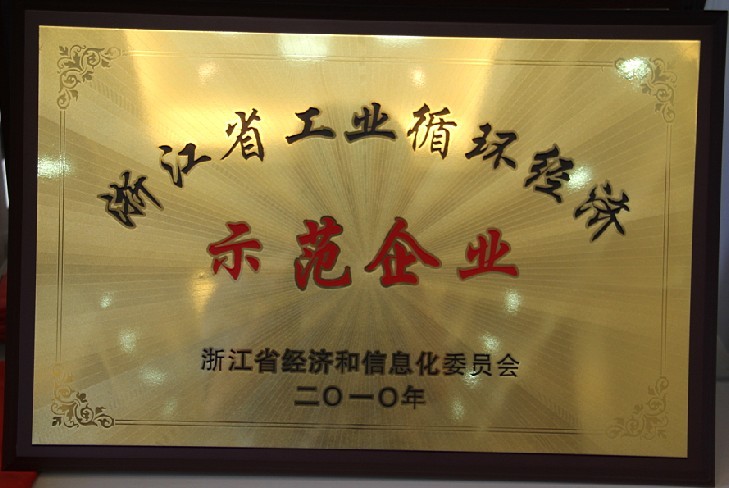 浙江省工业循环经济
示范企业
浙江省经济和信息化委员会
二〇一〇年